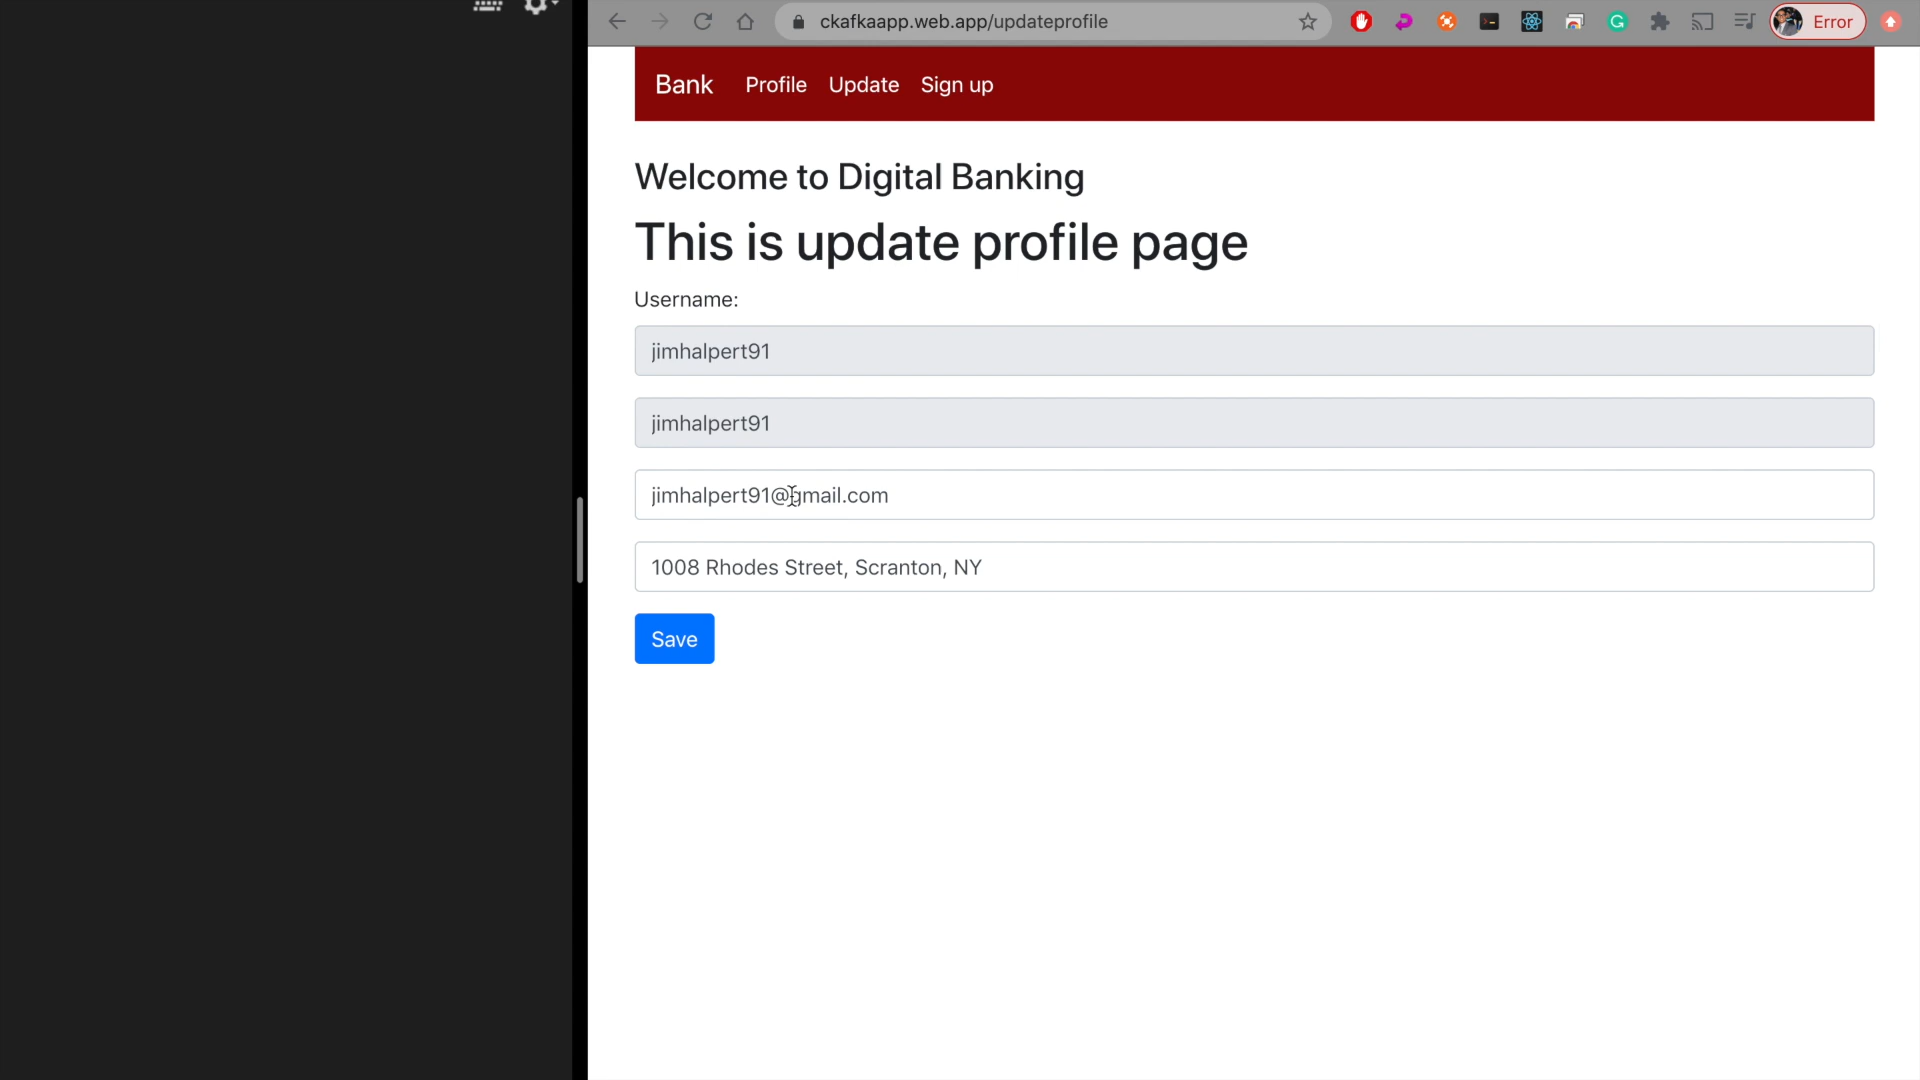 ckafkaapp.web.app/updateprofile
Error
Bank Profile Update Sign up
Welcome to Digital Banking
This is update profile page
Username:
jimhalpert91
jimhalpert91
jimhalpert91@gmail.com
1008 Rhodes Street, Scranton, NY
Save